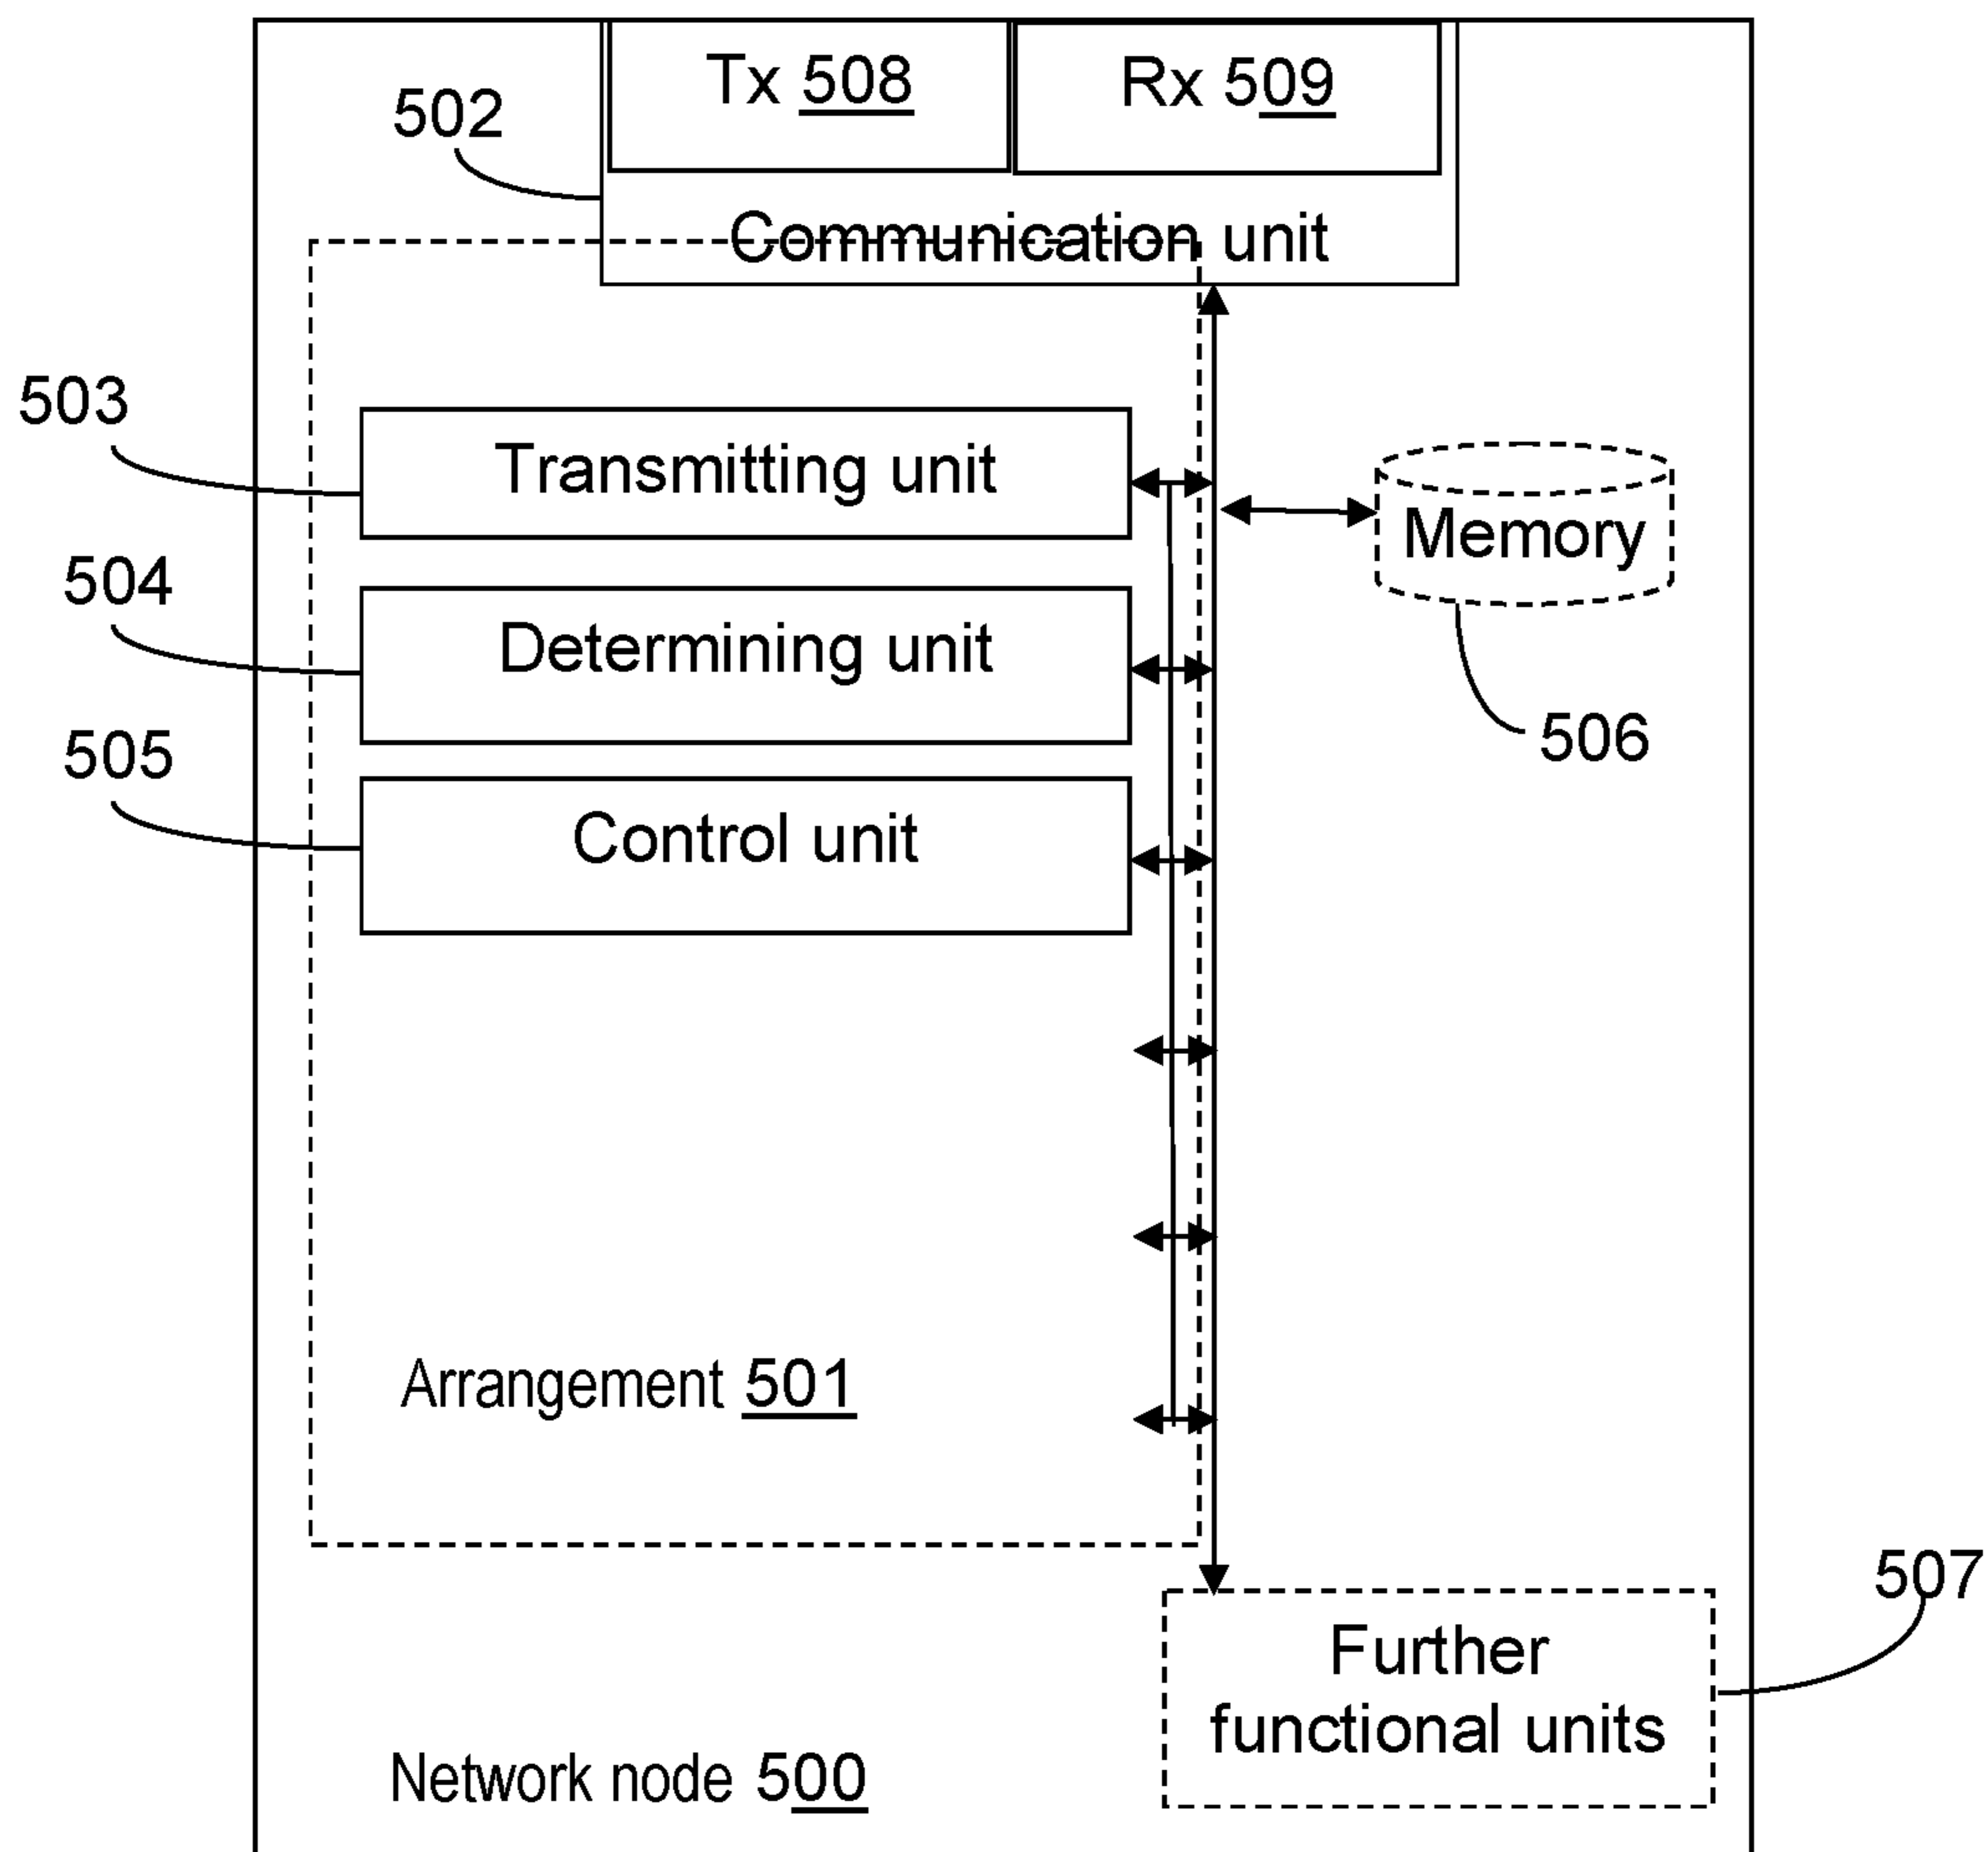 Tx 508
Rx 509
502
Communication unit
503
Transmitting unit
Memory
504
Determining unit
506
505
Control unit
Arrangement 501
507
Further
functional units
Network node 500